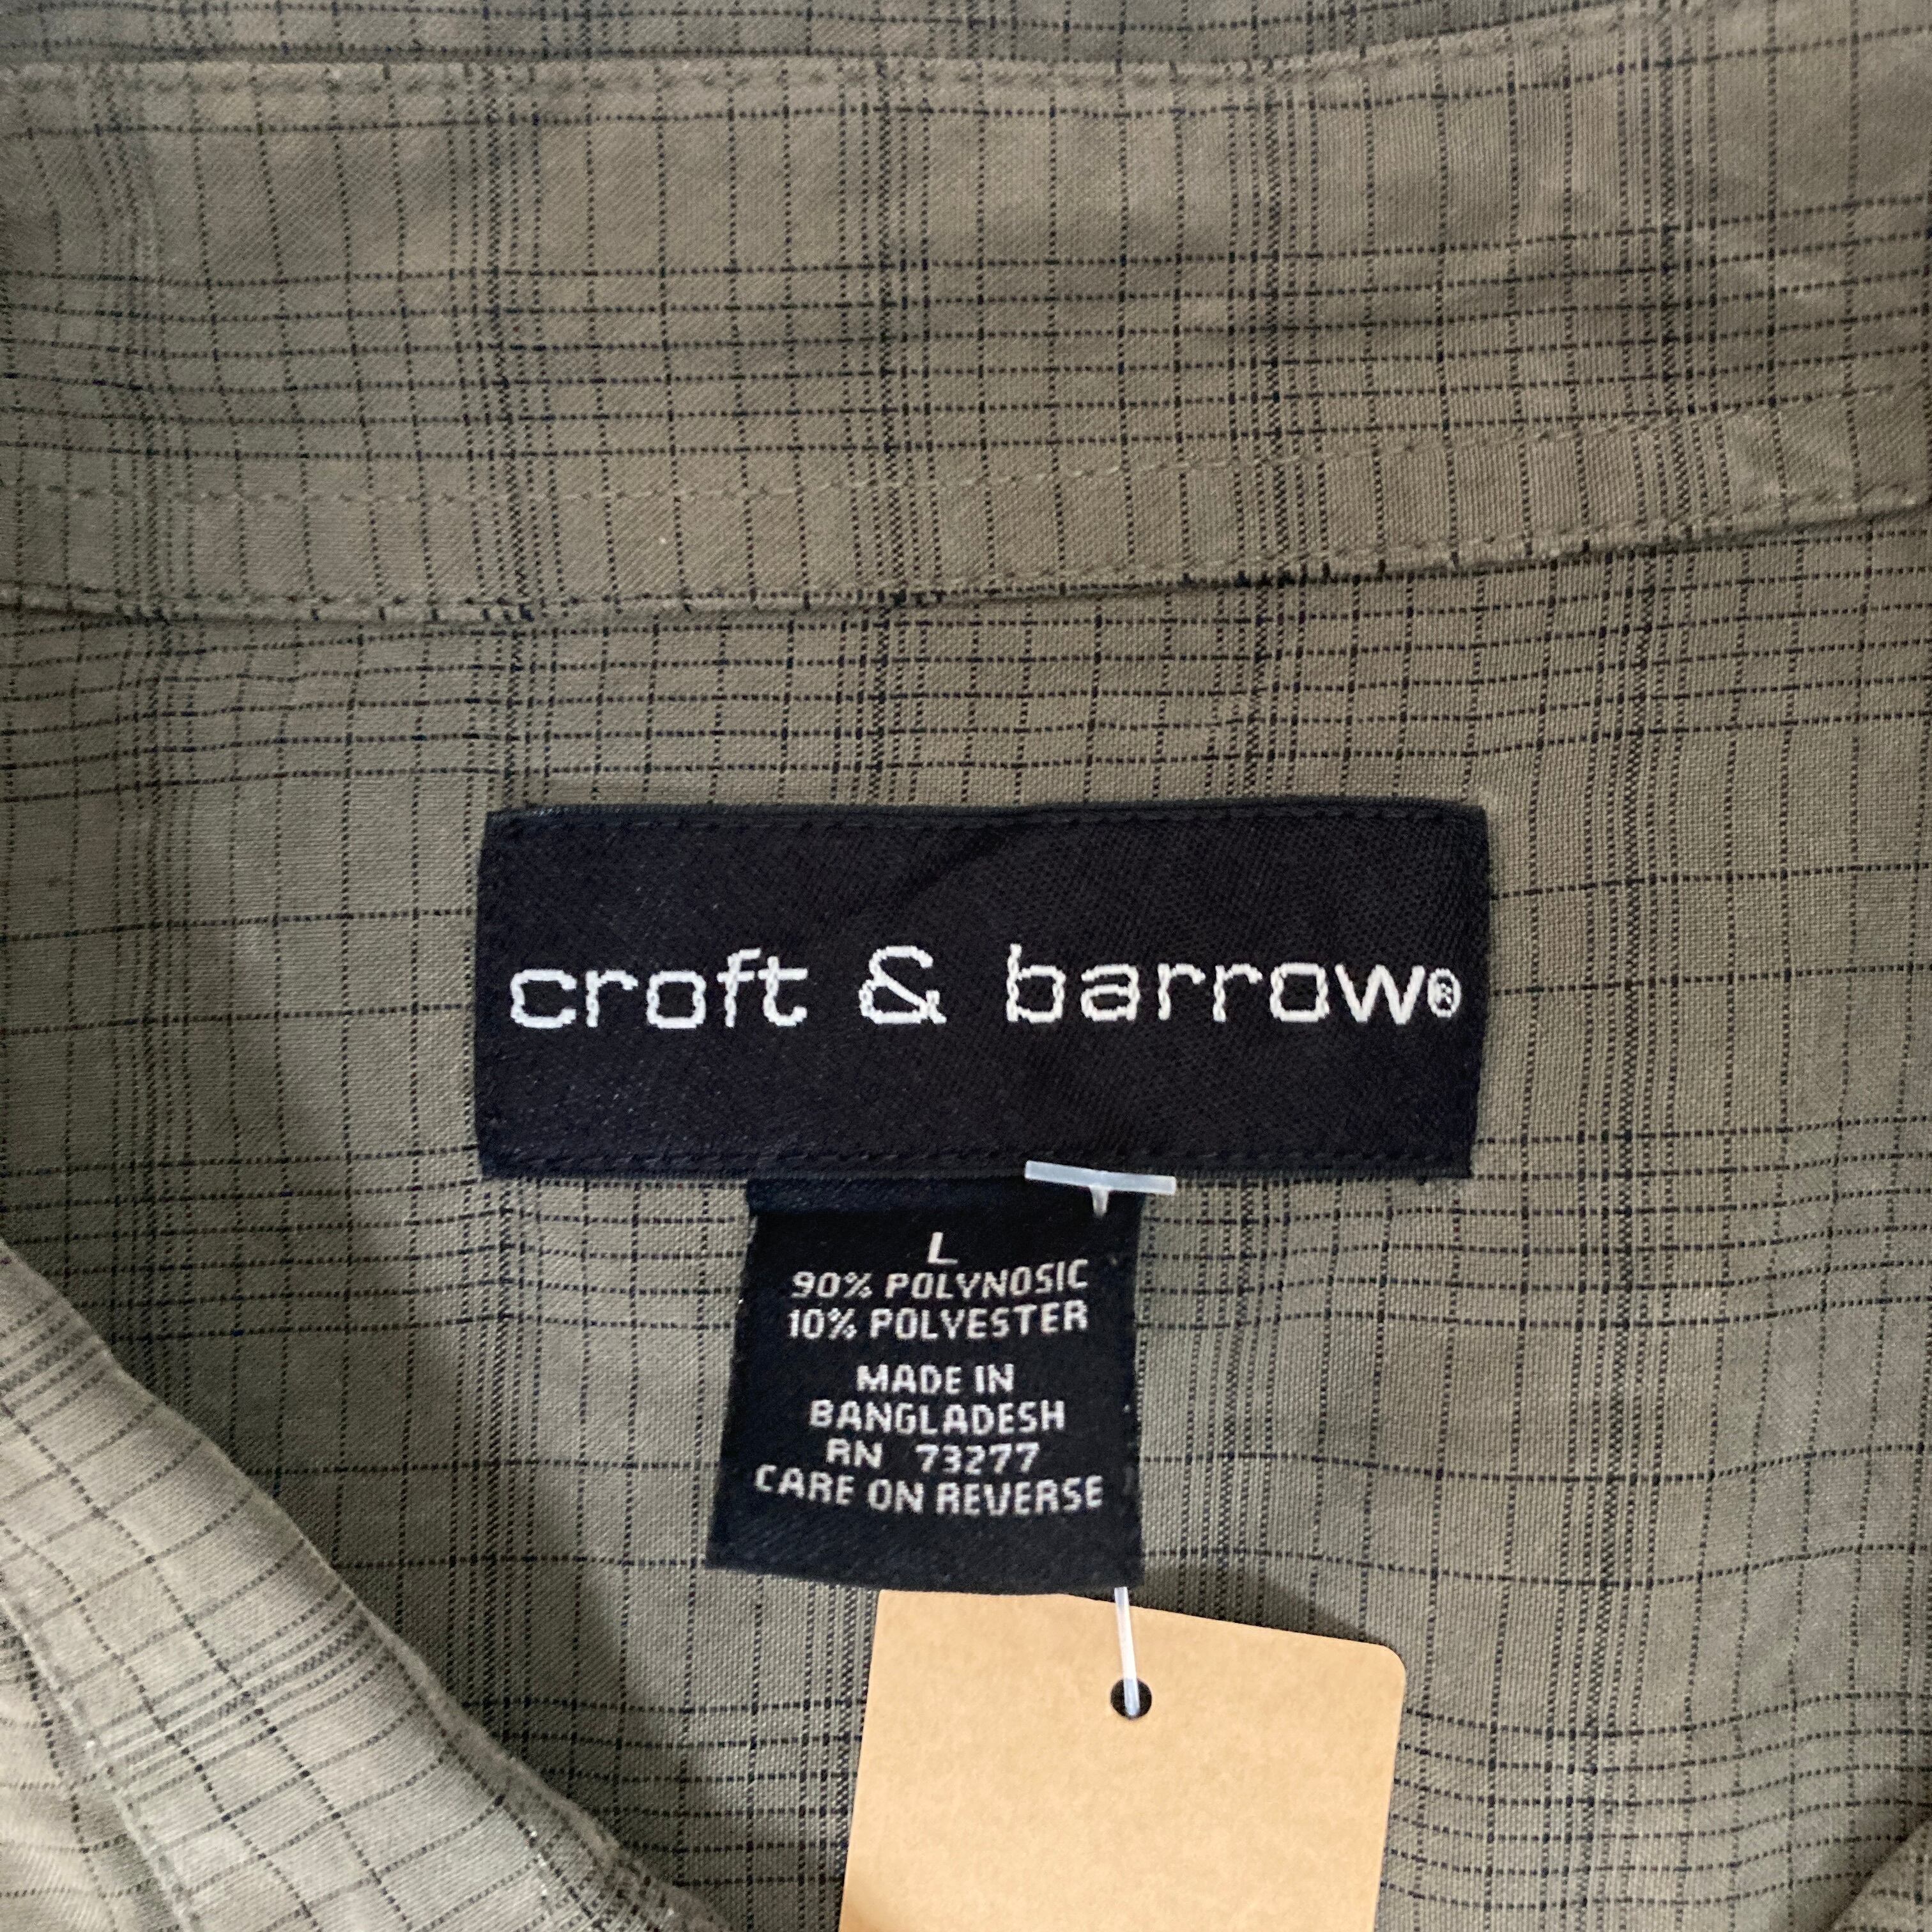 croft & barrow®
L
90% POLYNOSIC
10% POLYESTER
MADE IN
BANGLADESH
RN 73277
CARE ON REVERSE